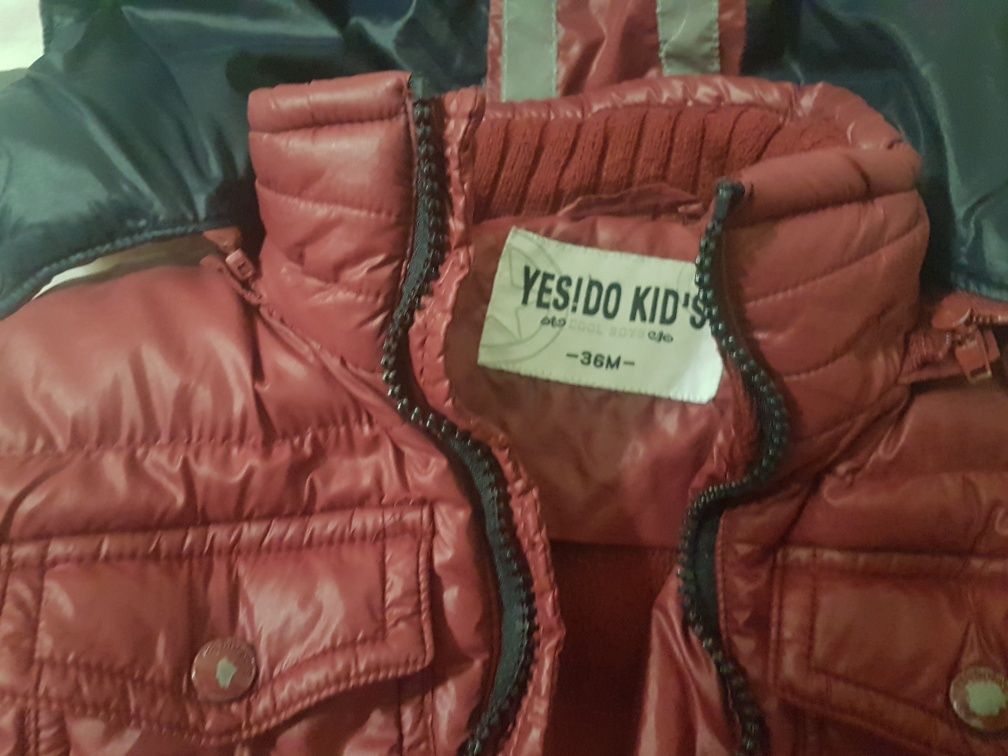 YES!DO KID'S
COOL BOYS
-36M-